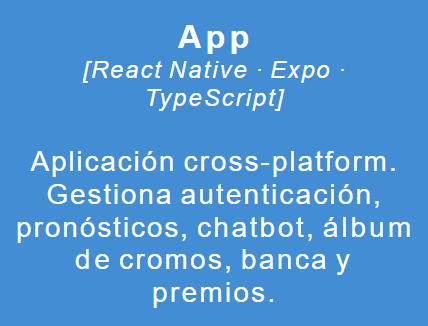 App
[React Native · Expo ·
TypeScript]
Aplicación cross-platform.
Gestiona autenticación,
pronósticos, chatbot, álbum
de cromos, banca y
premios.